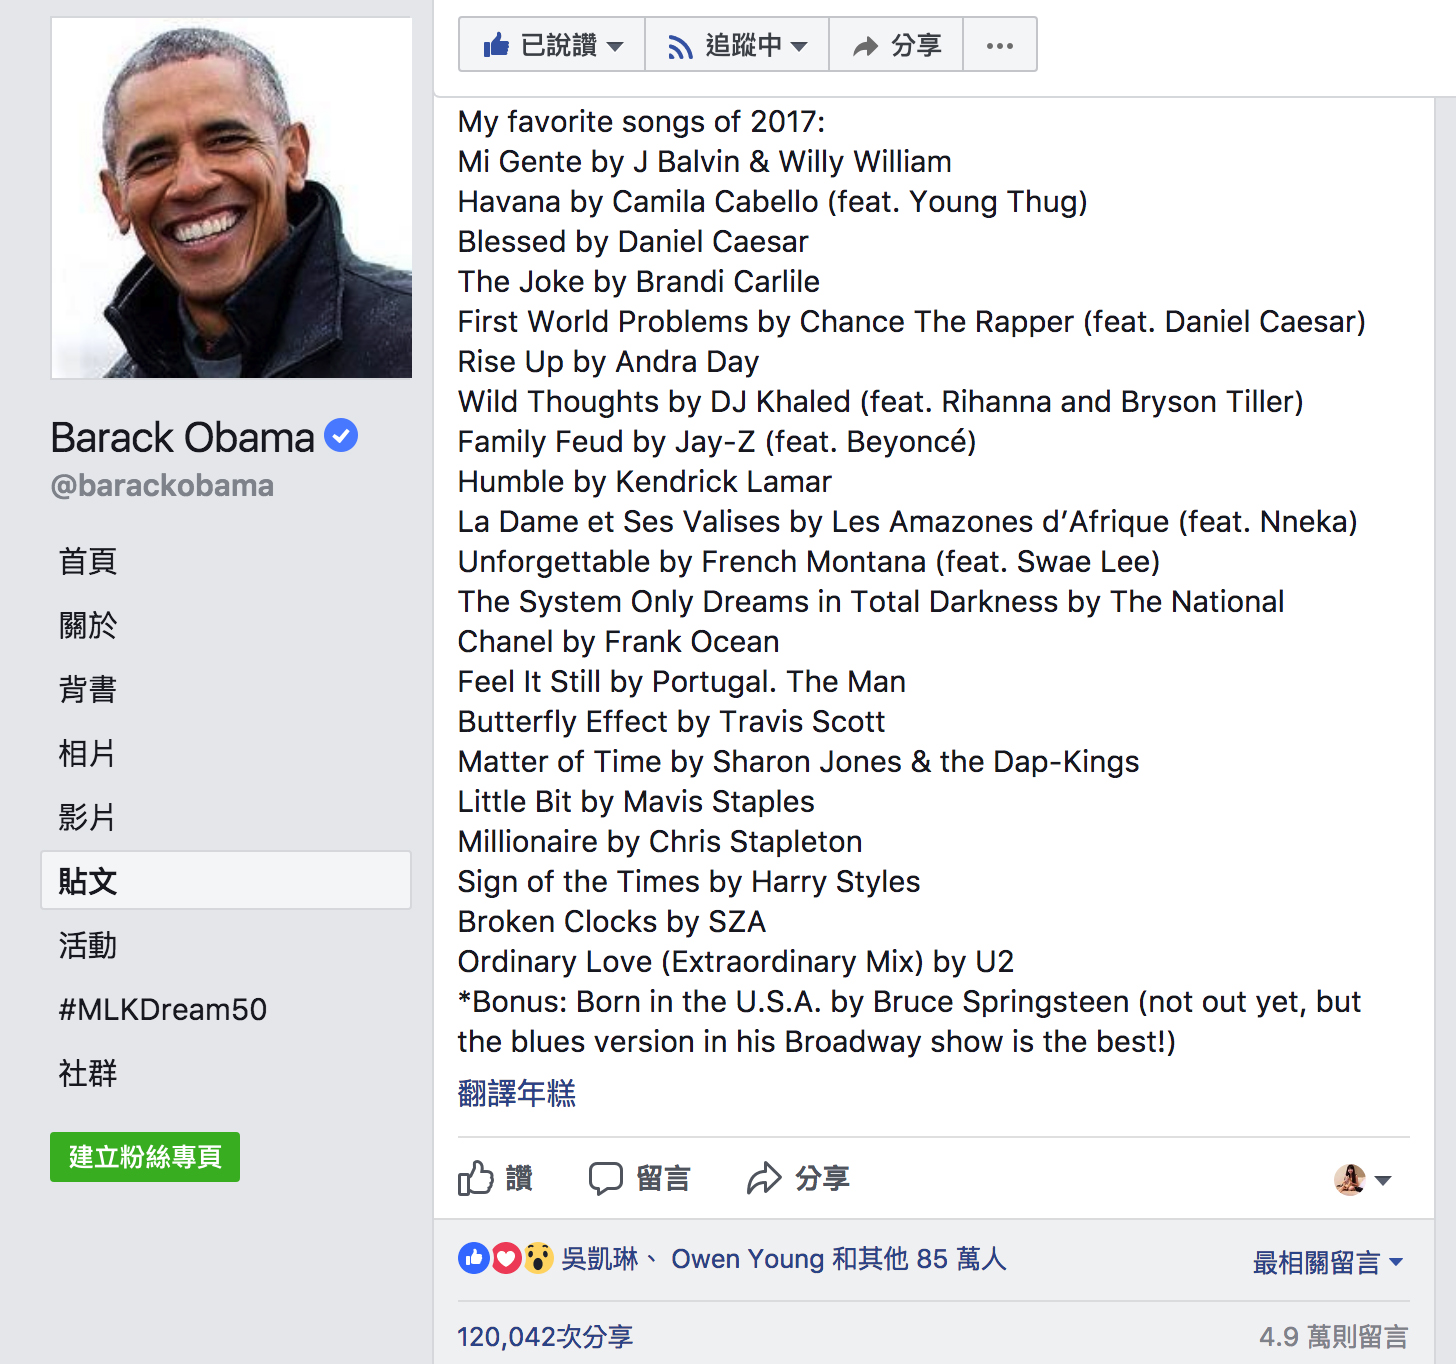 已說讚
追蹤中
分享
Barack Obama
@barackobama
首頁
關於
背書
相片
影片
貼文
活動
#MLKDream50
社群
建立粉絲專頁
My favorite songs of 2017:
Mi Gente by J Balvin & Willy William
Havana by Camila Cabello (feat. Young Thug)
Blessed by Daniel Caesar
The Joke by Brandi Carlile
First World Problems by Chance The Rapper (feat. Daniel Caesar)
Rise Up by Andra Day
Wild Thoughts by DJ Khaled (feat. Rihanna and Bryson Tiller)
Family Feud by Jay-Z (feat. Beyoncé)
Humble by Kendrick Lamar
La Dame et Ses Valises by Les Amazones d’Afrique (feat. Nneka)
Unforgettable by French Montana (feat. Swae Lee)
The System Only Dreams in Total Darkness by The National
Chanel by Frank Ocean
Feel It Still by Portugal. The Man
Butterfly Effect by Travis Scott
Matter of Time by Sharon Jones & the Dap-Kings
Little Bit by Mavis Staples
Millionaire by Chris Stapleton
Sign of the Times by Harry Styles
Broken Clocks by SZA
Ordinary Love (Extraordinary Mix) by U2
*Bonus: Born in the U.S.A. by Bruce Springsteen (not out yet, but
the blues version in his Broadway show is the best!)
翻譯年糕
讚
留言
分享
吳凱琳、 Owen Young 和其他 85 萬人
最相關留言
120,042次分享
4.9 萬則留言